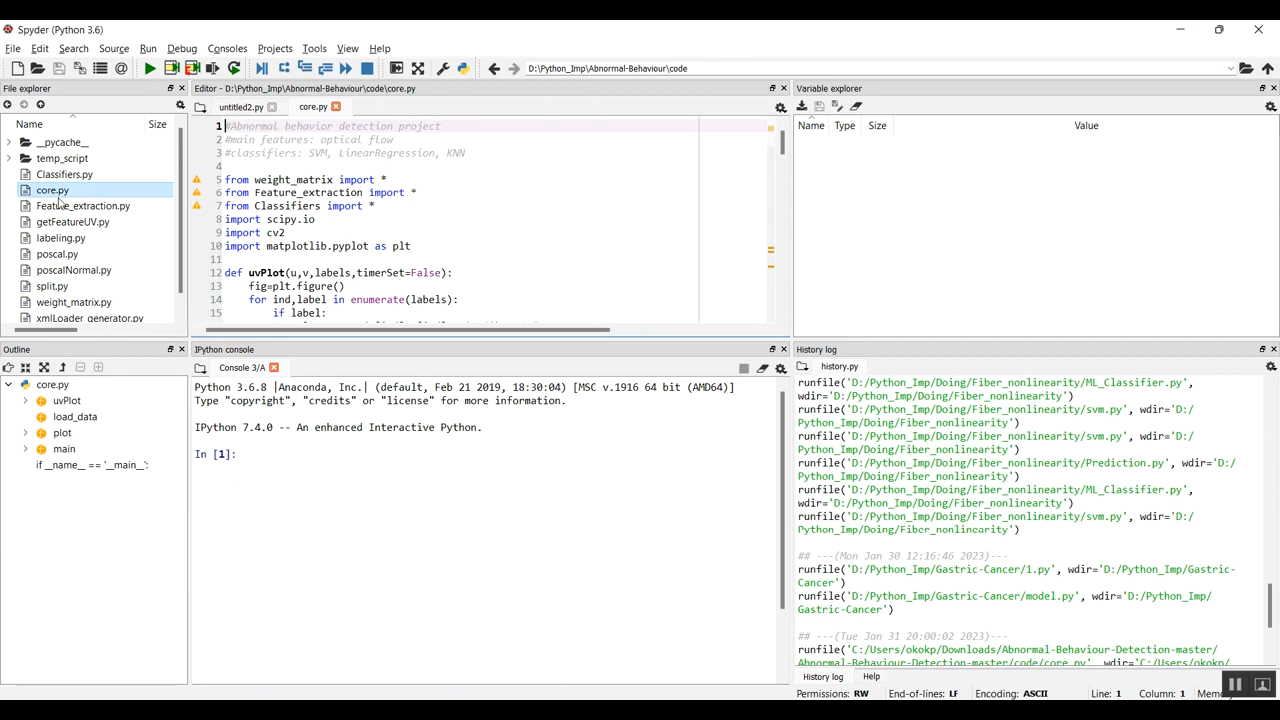 Spyder (Python 3.6)
File Edit Search Source Run Debug Consoles Projects Tools View Help
D:\Python_Imp\Abnormal-Behaviour\code
File explorer
Name Size
__pycache__
temp_script
Classifiers.py
core.py
Feature_extraction.py
getFeatureUV.py
labeling.py
poscal.py
poscalNormal.py
split.py
weight_matrix.py
xmlLoader_generator.py
Editor - D:\Python_Imp\Abnormal-Behaviour\code\core.py
untitled2.py core.py
1 #Abnormal behavior detection project
2 #main features: optical flow
3 #classifiers: SVM, LinearRegression, KNN
4
5 from weight_matrix import *
6 from Feature_extraction import *
7 from Classifiers import *
8 import scipy.io
9 import cv2
10 import matplotlib.pyplot as plt
11
12 def uvPlot(u,v,labels,timerSet=False):
13 fig=plt.figure()
14 for ind,label in enumerate(labels):
15 if label:
Variable explorer
Name Type Size Value
Outline
core.py
uvPlot
load_data
plot
main
if __name__ == '__main__':
IPython console
Console 3/A
Python 3.6.8 |Anaconda, Inc.| (default, Feb 21 2019, 18:30:04) [MSC v.1916 64 bit (AMD64)]
Type "copyright", "credits" or "license" for more information.
IPython 7.4.0 -- An enhanced Interactive Python.
In [1]:
History log
history.py
runfile('D:/Python_Imp/Doing/Fiber_nonlinearity/ML_Classifier.py',
wdir='D:/Python_Imp/Doing/Fiber_nonlinearity')
runfile('D:/Python_Imp/Doing/Fiber_nonlinearity/svm.py', wdir='D:/
Python_Imp/Doing/Fiber_nonlinearity')
runfile('D:/Python_Imp/Doing/Fiber_nonlinearity/svm.py', wdir='D:/
Python_Imp/Doing/Fiber_nonlinearity')
runfile('D:/Python_Imp/Doing/Fiber_nonlinearity/Prediction.py', wdir='D:/
Python_Imp/Doing/Fiber_nonlinearity')
runfile('D:/Python_Imp/Doing/Fiber_nonlinearity/ML_Classifier.py',
wdir='D:/Python_Imp/Doing/Fiber_nonlinearity')
runfile('D:/Python_Imp/Doing/Fiber_nonlinearity/svm.py', wdir='D:/
Python_Imp/Doing/Fiber_nonlinearity')
## ---(Mon Jan 30 12:16:46 2023)---
runfile('D:/Python_Imp/Gastric-Cancer/1.py', wdir='D:/Python_Imp/Gastric-
Cancer')
runfile('D:/Python_Imp/Gastric-Cancer/model.py', wdir='D:/Python_Imp/
Gastric-Cancer')
## ---(Tue Jan 31 20:00:02 2023)---
runfile('C:/Users/okokp/Downloads/Abnormal-Behaviour-Detection-master/
Abnormal-Behaviour-Detection-master/code/core.py', wdir='C:/Users/okokp/
History log Help
Permissions: RW End-of-lines: LF Encoding: ASCII Line: 1 Column: 1